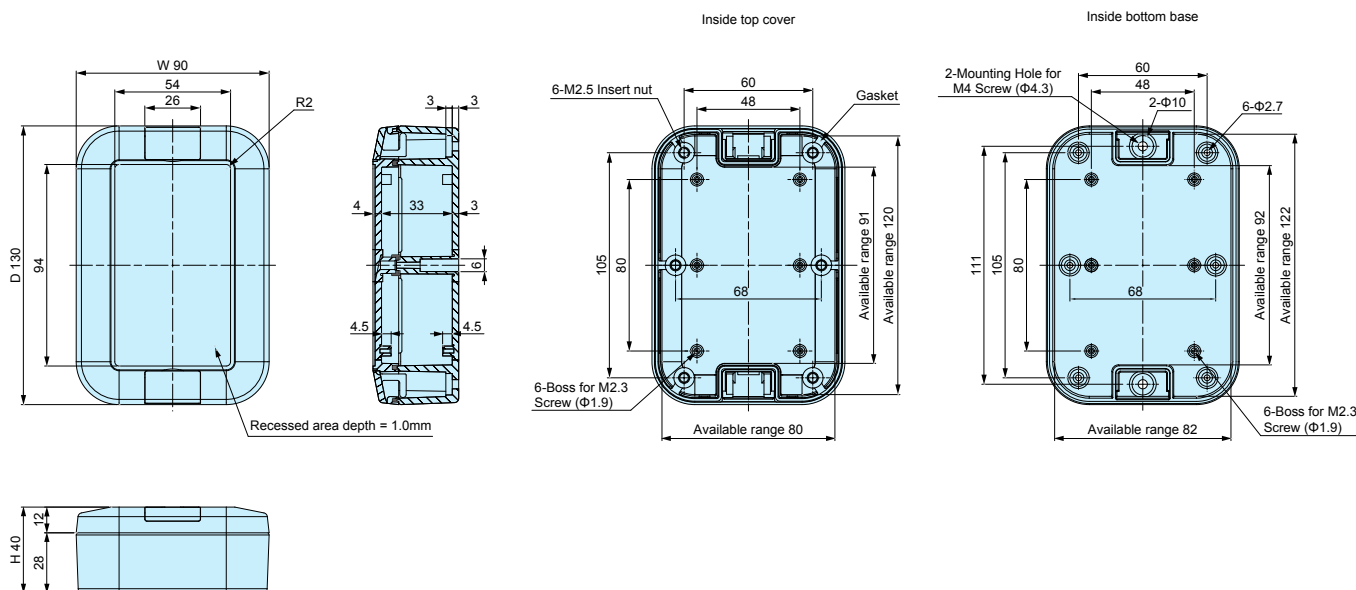 Inside top cover
Inside bottom base
W 90
54
26
R2
D 130
94
Recessed area depth = 1.0mm
3
3
4
33
3
6
4.5
4.5
6-M2.5 Insert nut
60
48
Gasket
105
80
68
Available range 91
Available range 120
6-Boss for M2.3
Screw (Φ1.9)
Available range 80
2-Mounting Hole for
M4 Screw (Φ4.3)
60
48
2-Φ10
6-Φ2.7
111
105
80
68
Available range 92
Available range 122
6-Boss for M2.3
Screw (Φ1.9)
Available range 82
H 40
12
28